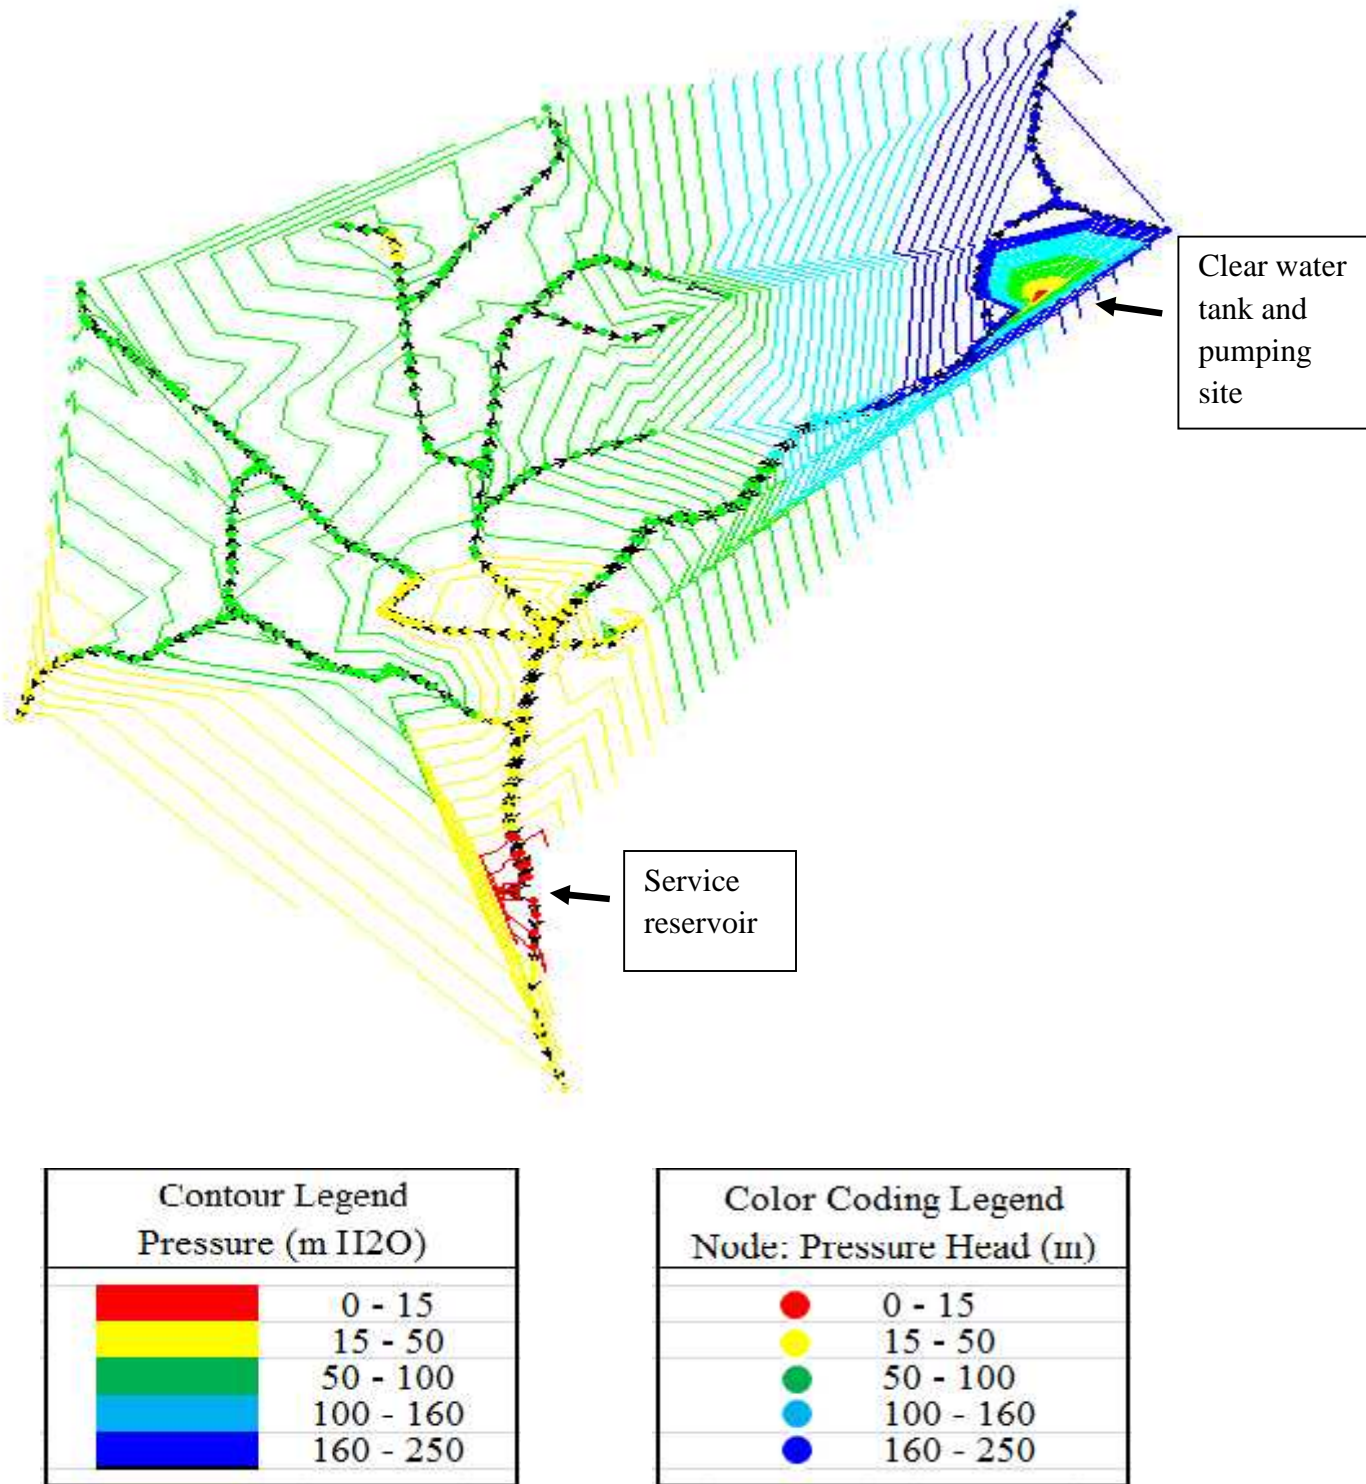 Clear water
tank and
pumping
site
Service
reservoir
Contour Legend
Pressure (m II2O)
0 - 15
15 - 50
50 - 100
100 - 160
160 - 250
Color Coding Legend
Node: Pressure Head (m)
0 - 15
15 - 50
50 - 100
100 - 160
160 - 250